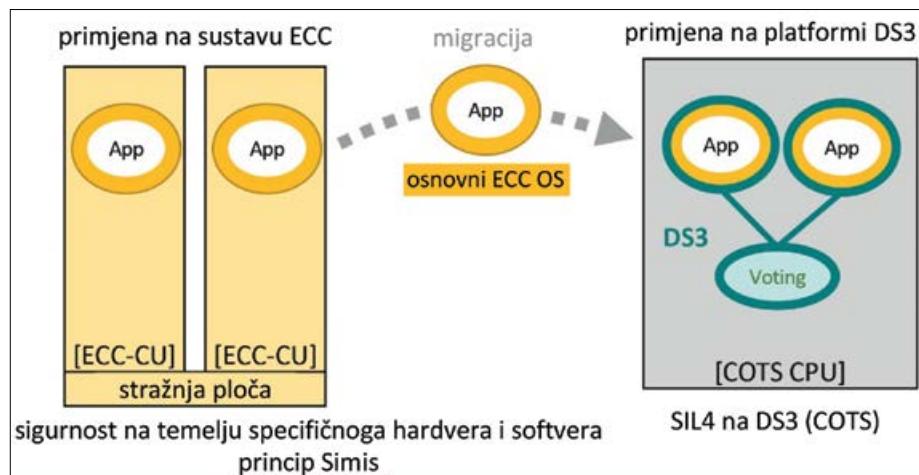 primjena na sustavu ECC
migracija
primjena na platformi DS3
App
App
App
App
App
osnovni ECC OS
DS3
Voting
[ECC-CU]
[ECC-CU]
[COTS CPU]
stražnja ploča
sigurnost na temelju specifičnoga hardvera i softvera
princip Simis
SIL4 na DS3 (COTS)